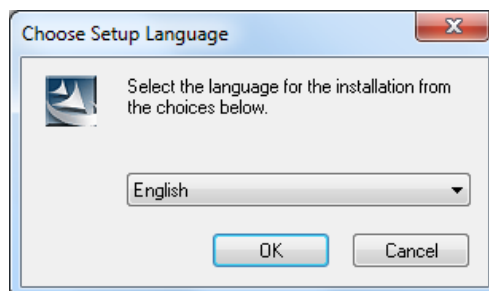 Choose Setup Language
Select the language for the installation from
the choices below.
English
OK
Cancel